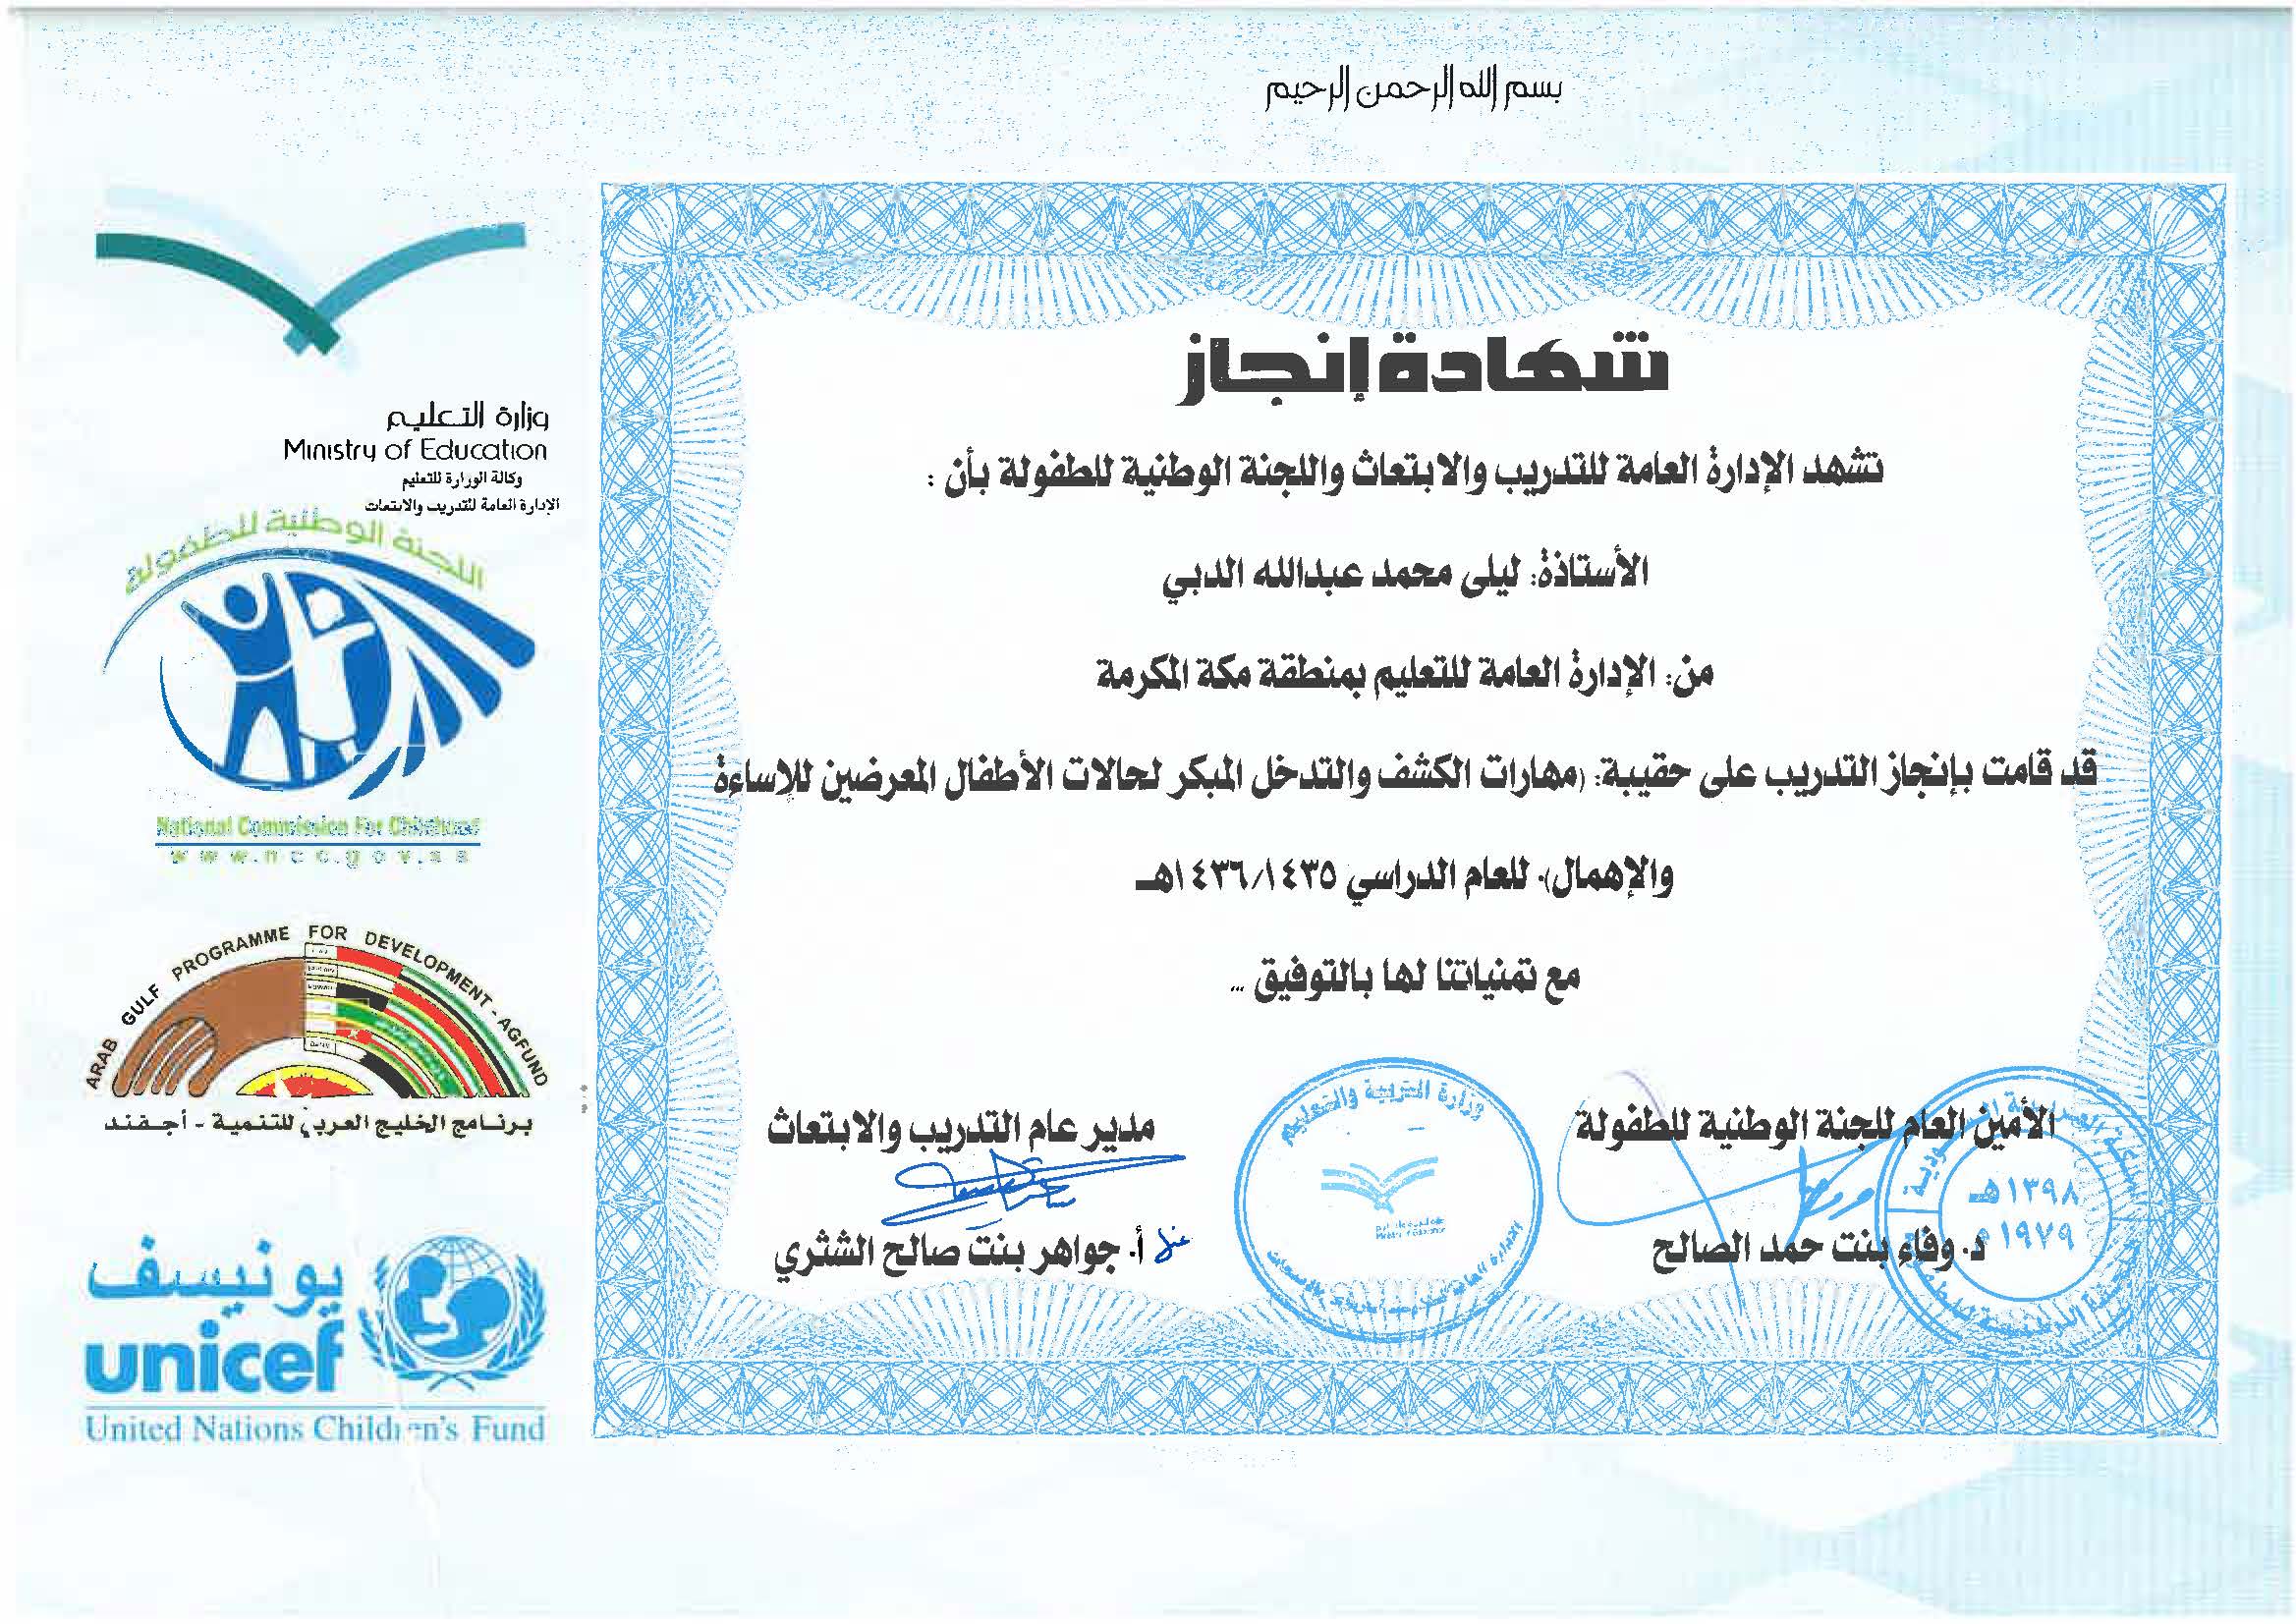 بسم الله الرحمن الرحيم
وزارة التعليم
Ministry of Education
وكالة الوزارة للتعليم
الإدارة العامة للتدريب والابتعاث
اللجنة الوطنية للطفولة
National Commission For Childhood
www.ncc.gov.sa
ARAB GULF PROGRAMME FOR DEVELOPMENT - AGFUND
برنامج الخليج العربي للتنمية - أجفند
يونيسف
unicef
United Nations Children's Fund
شهادة إنجاز
تشهد الإدارة العامة للتدريب والابتعاث واللجنة الوطنية للطفولة بأن :
الأستاذة: ليلى محمد عبدالله الدبي
من: الإدارة العامة للتعليم بمنطقة مكة المكرمة
قد قامت بإنجاز التدريب على حقيبة: (مهارات الكشف والتدخل المبكر لحالات الأطفال المعرضين للإساءة
والإهمال)- للعام الدراسي ١٤٣٥/١٤٣٦هـ
مع تمنياتنا لها بالتوفيق ...
الأمين العام للجنة الوطنية للطفولة
د. وفاء بنت حمد الصالح
مدير عام التدريب والابتعاث
أ. جواهر بنت صالح الشثري
وزارة التربية والتعليم
١٣٩٨هـ
١٩٧٩م